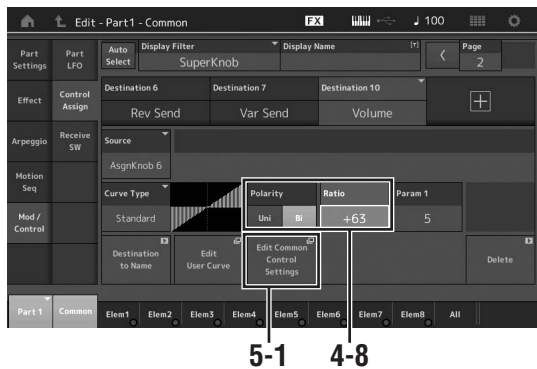 Edit - Part1 - Common
FX
100
Part Settings
Part LFO
Auto Select
Display Filter
SuperKnob
Display Name
[T]
Page
2
Effect
Control Assign
Destination 6
Rev Send
Destination 7
Var Send
Destination 10
Volume
Arpeggio
Receive SW
Source
AsgnKnob 6
Motion Seq
Curve Type
Standard
Polarity
Uni
Bi
Ratio
+63
Param 1
5
Mod / Control
Destination to Name
Edit User Curve
Edit Common Control Settings
Delete
Part 1
Common
Elem1
Elem2
Elem3
Elem4
Elem5
Elem6
Elem7
Elem8
All
5-1
4-8